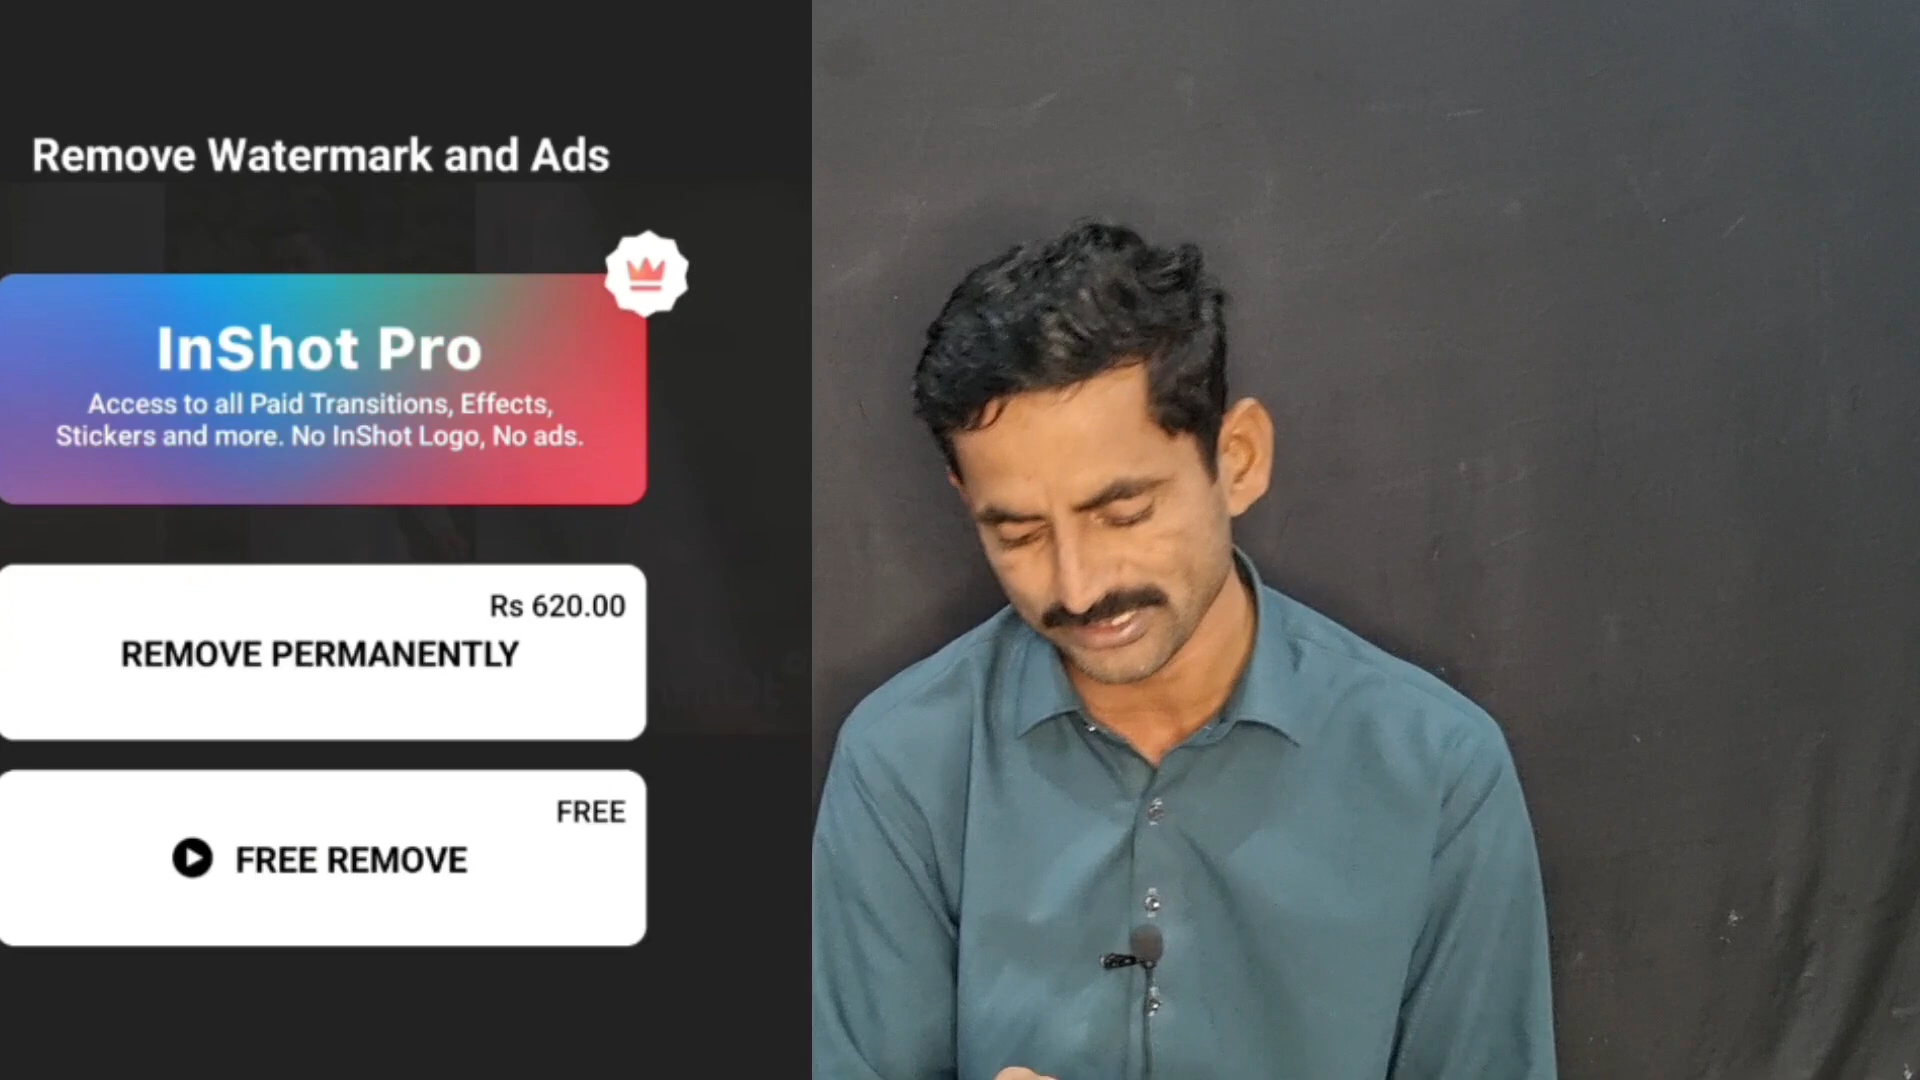 Remove Watermark and Ads
InShot Pro
Access to all Paid Transitions, Effects,
Stickers and more. No InShot Logo, No ads.
Rs 620.00
REMOVE PERMANENTLY
FREE
FREE REMOVE